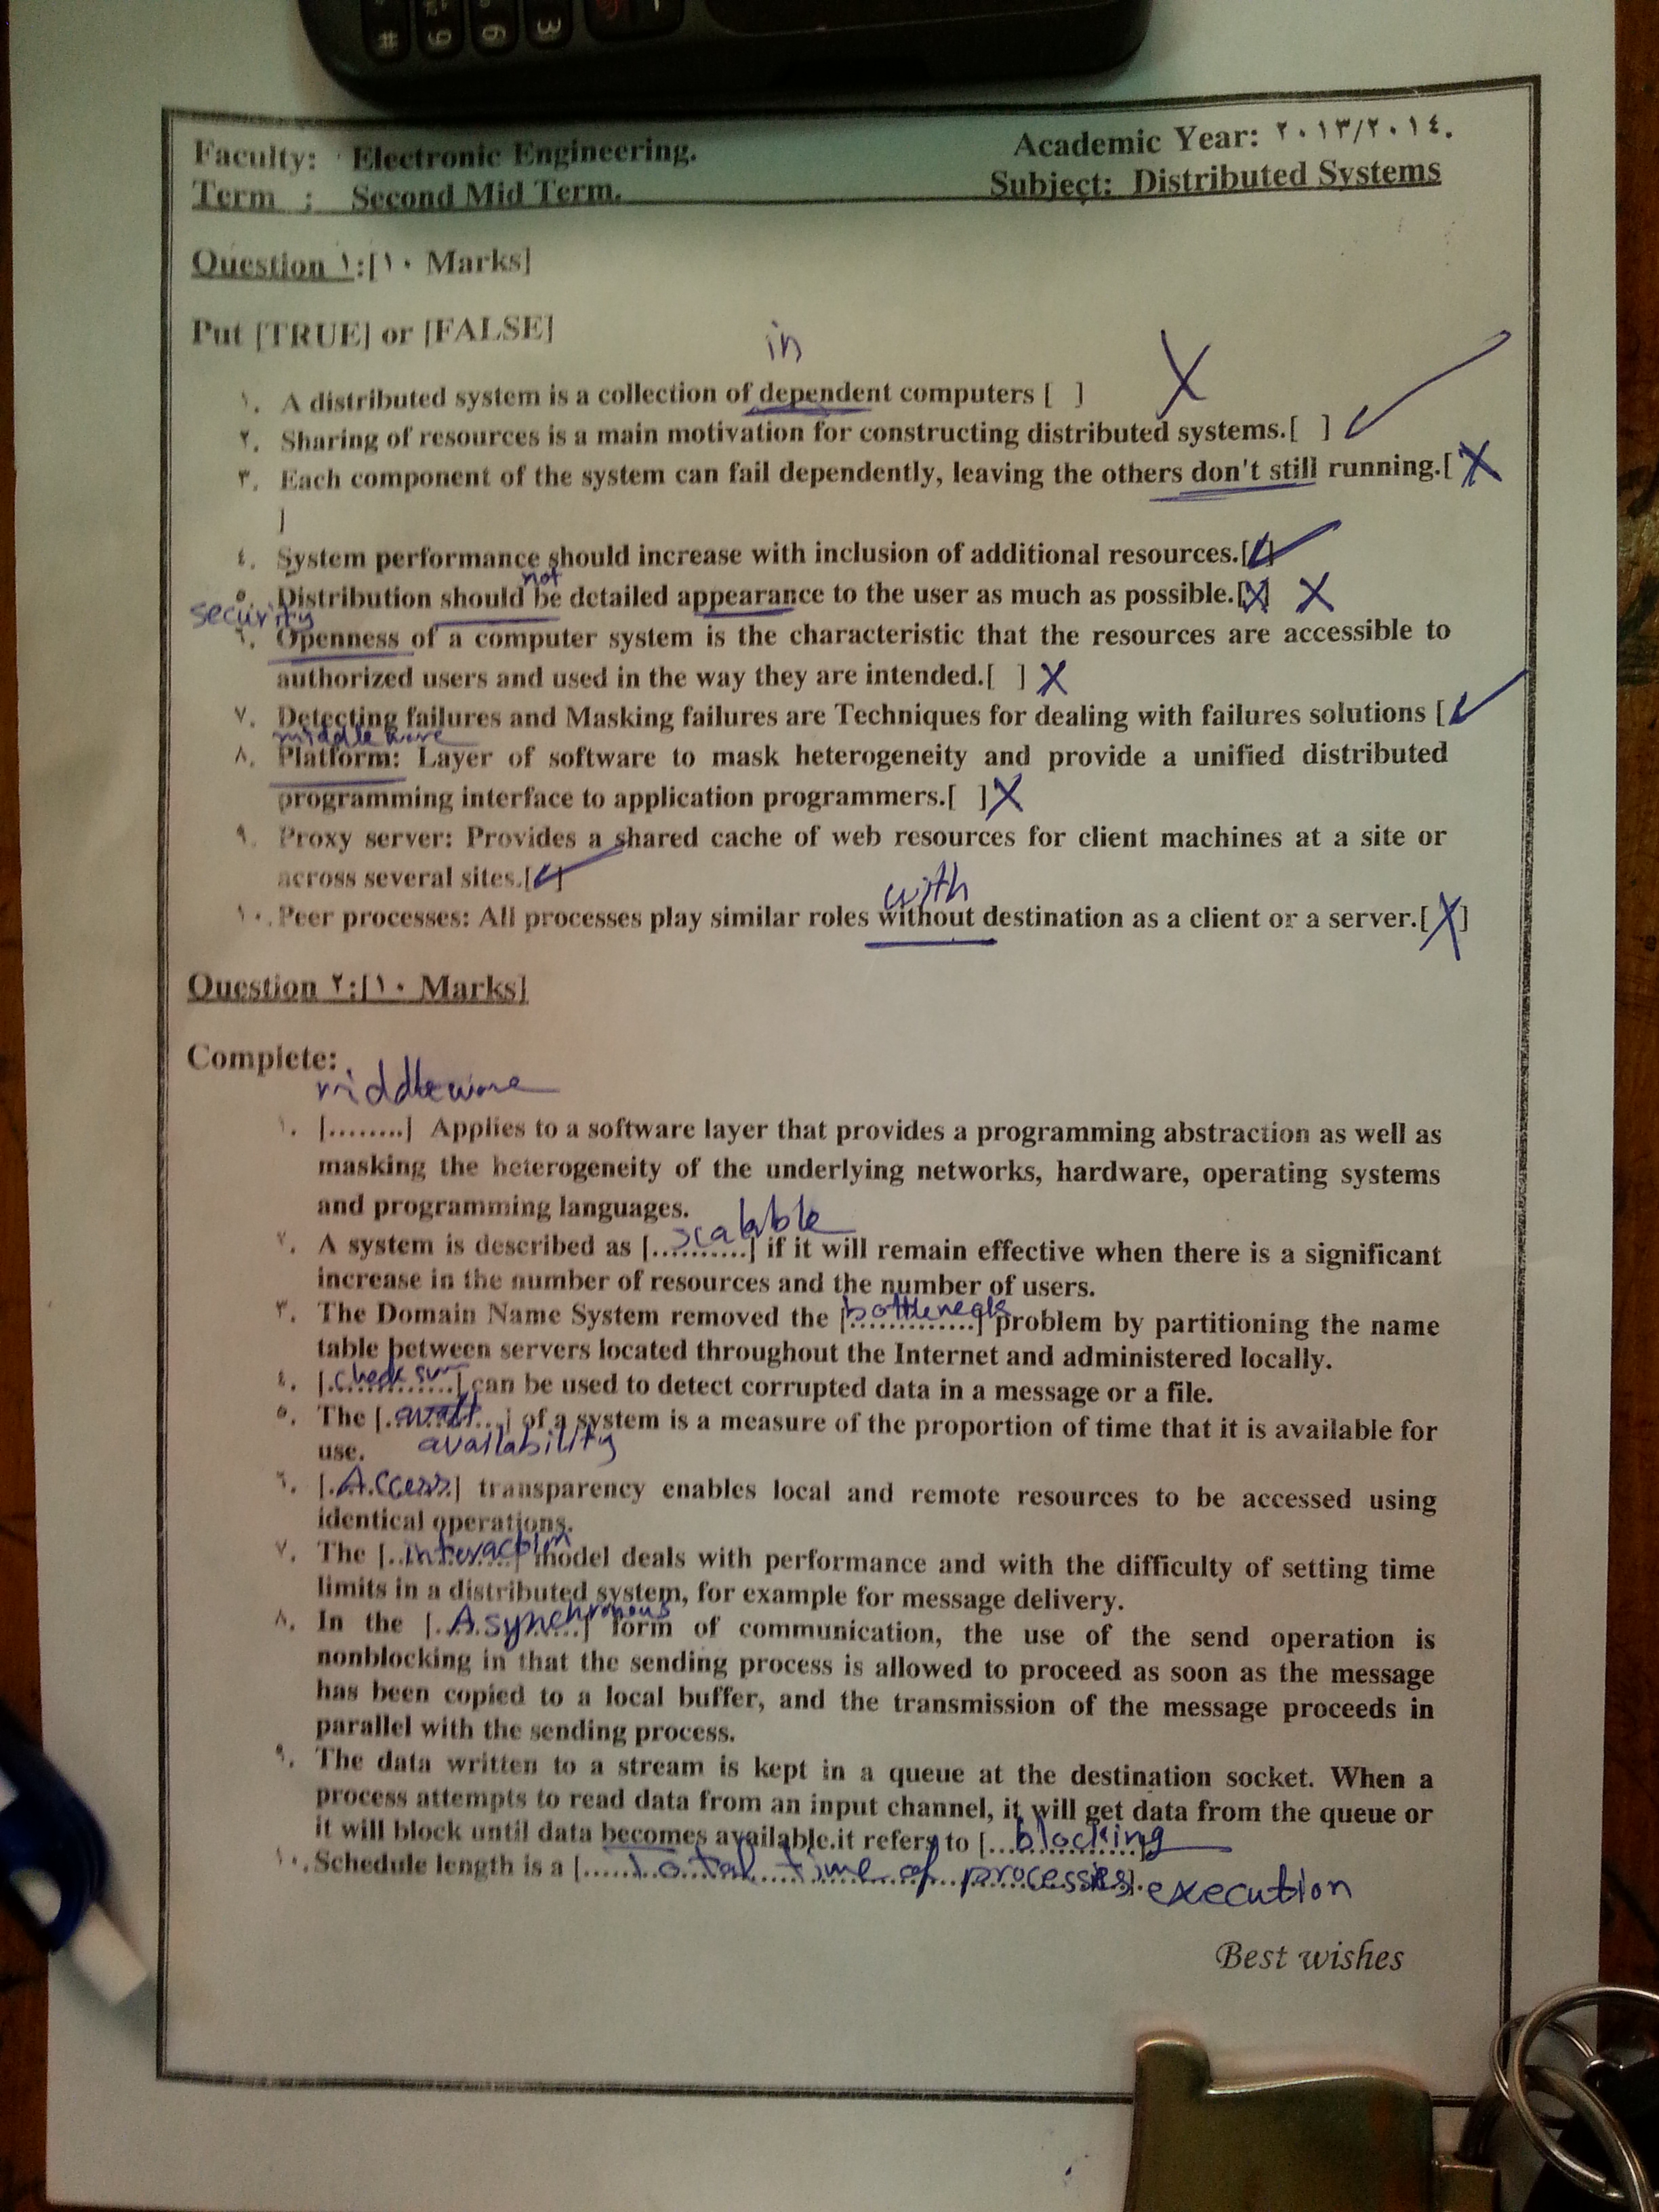 # 9 6 3
Faculty: Electronic Engineering. Academic Year: ٢٠١٣/٢٠١٤.
Term : Second Mid Term. Subject: Distributed Systems
Question ١:[١٠ Marks]
Put [TRUE] or [FALSE]
in
١. A distributed system is a collection of dependent computers [ ] X
٢. Sharing of resources is a main motivation for constructing distributed systems.[ ] ✓
٣. Each component of the system can fail dependently, leaving the others don't still running.[ X
]
٤. System performance should increase with inclusion of additional resources.[✓]
not
٥. Distribution should be detailed appearance to the user as much as possible.[X] X
security
٦. Openness of a computer system is the characteristic that the resources are accessible to
authorized users and used in the way they are intended.[ ] X
٧. Detecting failures and Masking failures are Techniques for dealing with failures solutions [ ✓
middleware
٨. Platform: Layer of software to mask heterogeneity and provide a unified distributed
programming interface to application programmers.[ ] X
٩. Proxy server: Provides a shared cache of web resources for client machines at a site or
across several sites.[✓]
with
١٠. Peer processes: All processes play similar roles without destination as a client or a server.[X]
Question ٢:[١٠ Marks]
Complete:
middleware
١. [........] Applies to a software layer that provides a programming abstraction as well as
masking the heterogeneity of the underlying networks, hardware, operating systems
and programming languages.
٢. A system is described as [..scalable..] if it will remain effective when there is a significant
increase in the number of resources and the number of users.
٣. The Domain Name System removed the [bottleneck] problem by partitioning the name
table between servers located throughout the Internet and administered locally.
٤. [.check sum..] can be used to detect corrupted data in a message or a file.
٥. The [.........] of a system is a measure of the proportion of time that it is available for
use. availability
٦. [.Access.] transparency enables local and remote resources to be accessed using
identical operations.
٧. The [..interaction..] model deals with performance and with the difficulty of setting time
limits in a distributed system, for example for message delivery.
٨. In the [..Asynchronous..] form of communication, the use of the send operation is
nonblocking in that the sending process is allowed to proceed as soon as the message
has been copied to a local buffer, and the transmission of the message proceeds in
parallel with the sending process.
٩. The data written to a stream is kept in a queue at the destination socket. When a
process attempts to read data from an input channel, it will get data from the queue or
it will block until data becomes available.it refers to [...blocking...].
١٠. Schedule length is a [......total time of processes]. execution
Best wishes